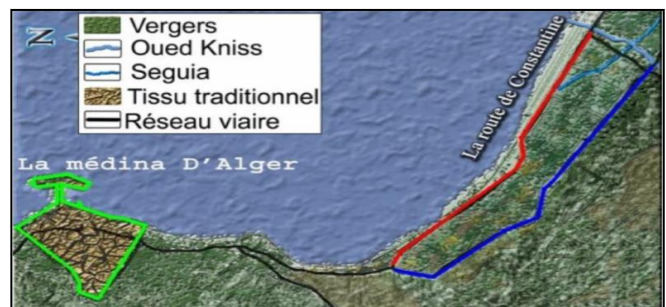 Vergers
Oued Kniss
Seguia
Tissu traditionnel
Réseau viaire
N
La route de Constantine
La médina D'Alger